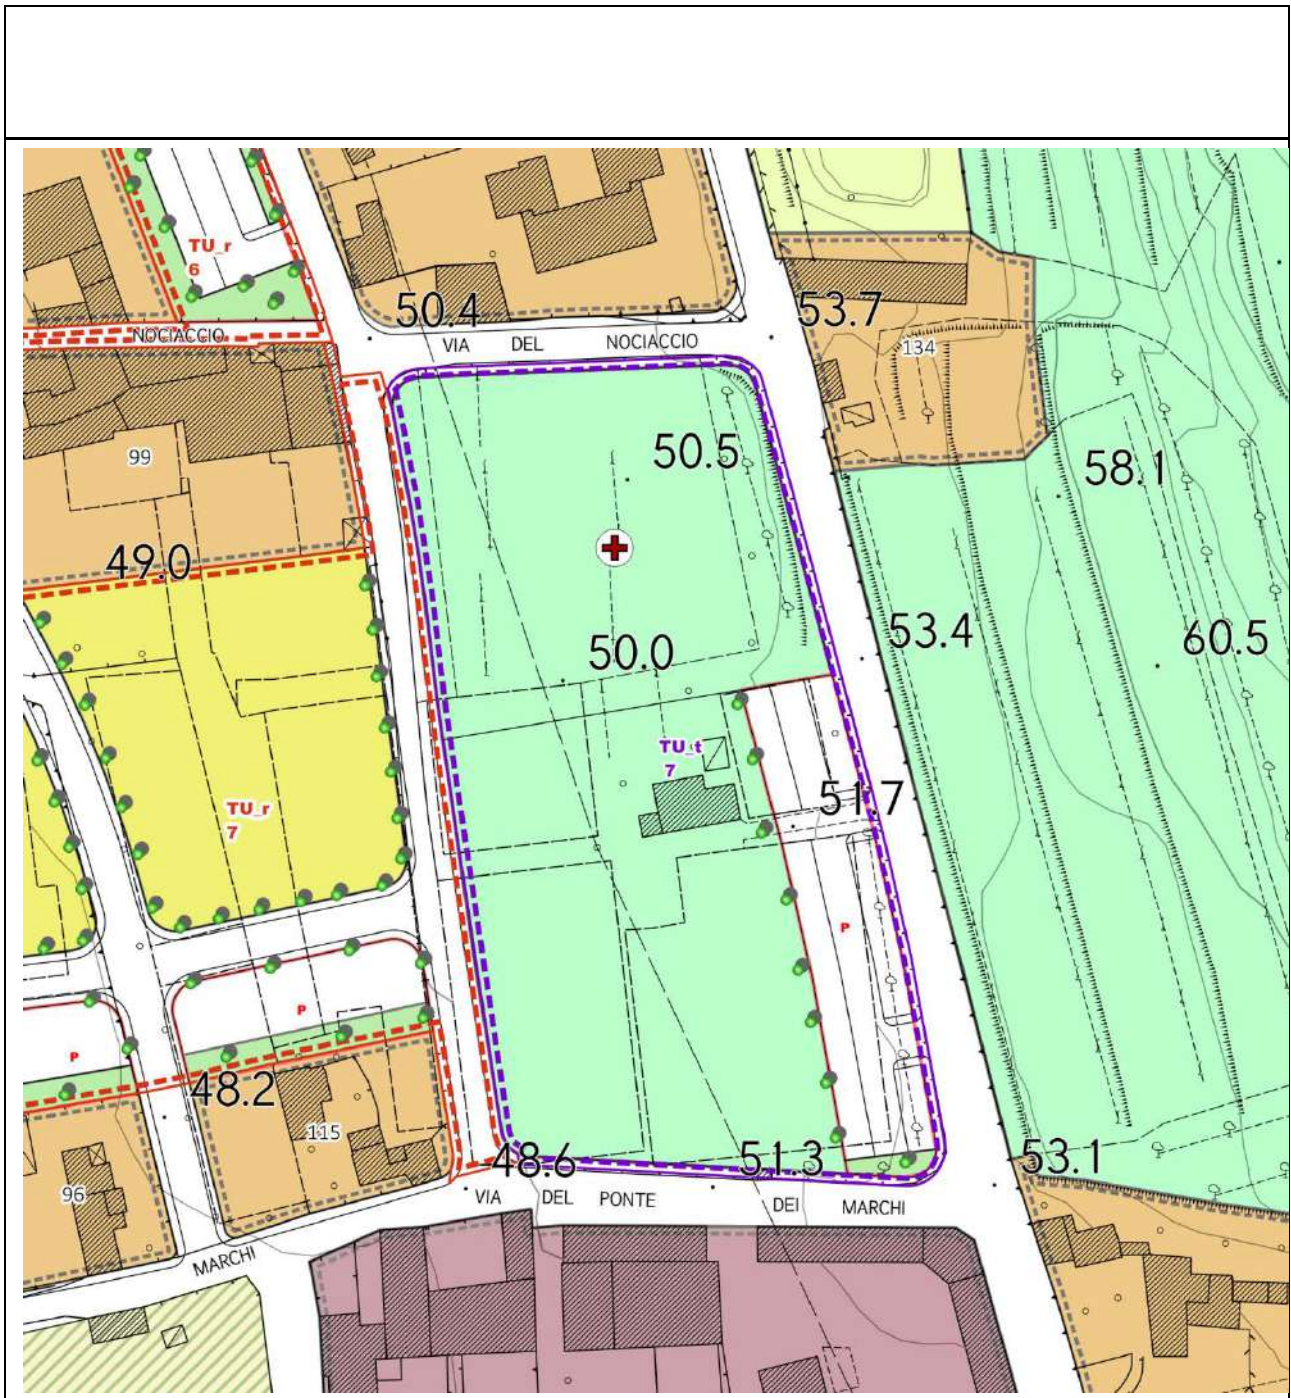 TU_r
6
50.4
53.7
NOCIACCIO
VIA DEL NOCIACCIO
134
99
50.5
58.1
49.0
53.4
60.5
50.0
TU_t
7
TU_r
7
51.7
P
P
P
48.2
115
48.6
51.3
53.1
96
VIA DEL PONTE DEI MARCHI
MARCHI